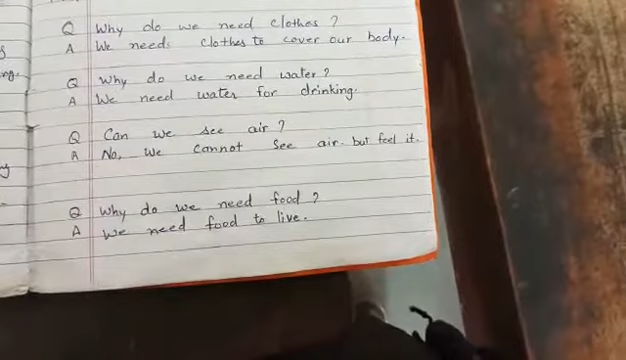 Q Why do we need clothes ?
A We needs clothes to cover our body.
Q Why do we need water?
A We need water for drinking.
Q Can we see air ?
A No, we cannot see air. but feel it.
Q Why do we need food ?
A We need food to live.